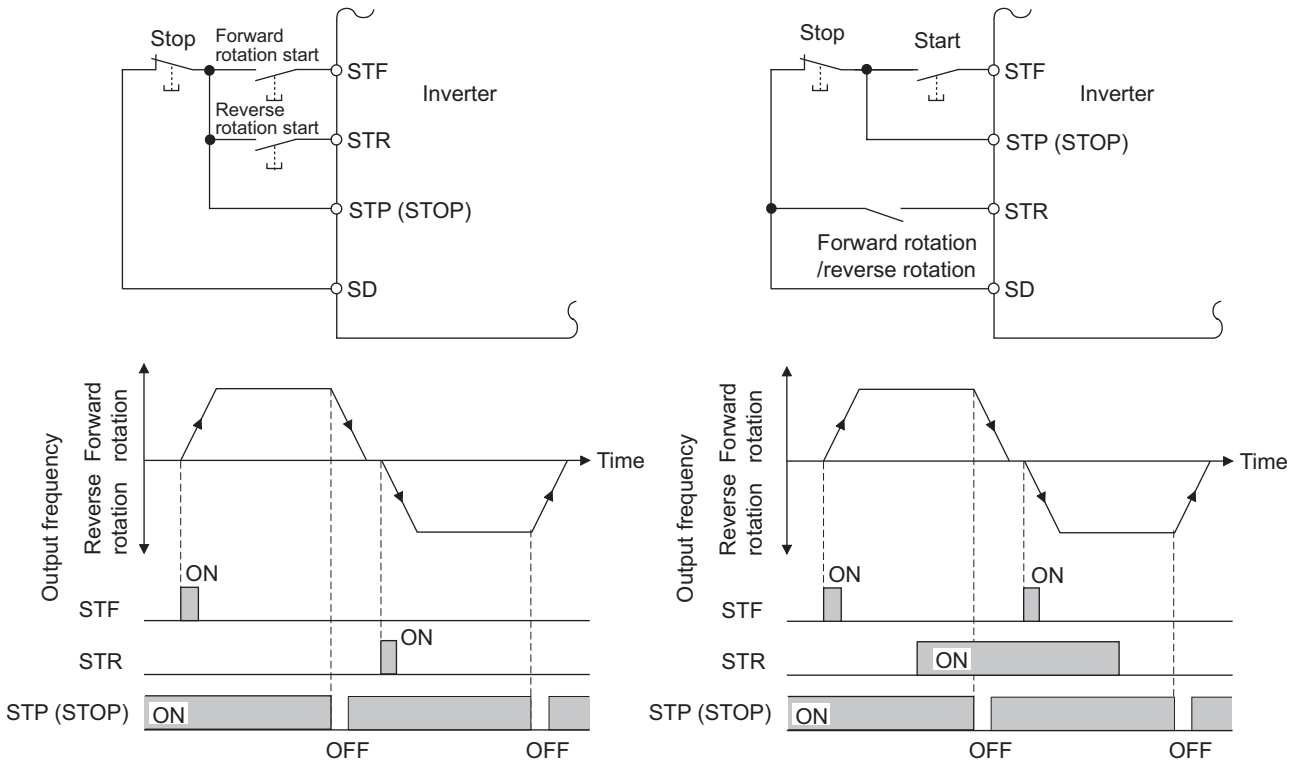 Stop
Forward
rotation start
STF
Inverter
Reverse
rotation start
STR
STP (STOP)
SD
Output frequency
Reverse Forward
rotation rotation
Time
ON
STF
ON
STR
STP (STOP)
ON
OFF
OFF
Stop
Start
STF
Inverter
STP (STOP)
STR
Forward rotation
/reverse rotation
SD
Output frequency
Reverse Forward
rotation rotation
Time
ON
ON
STF
STR
ON
STP (STOP)
ON
OFF
OFF